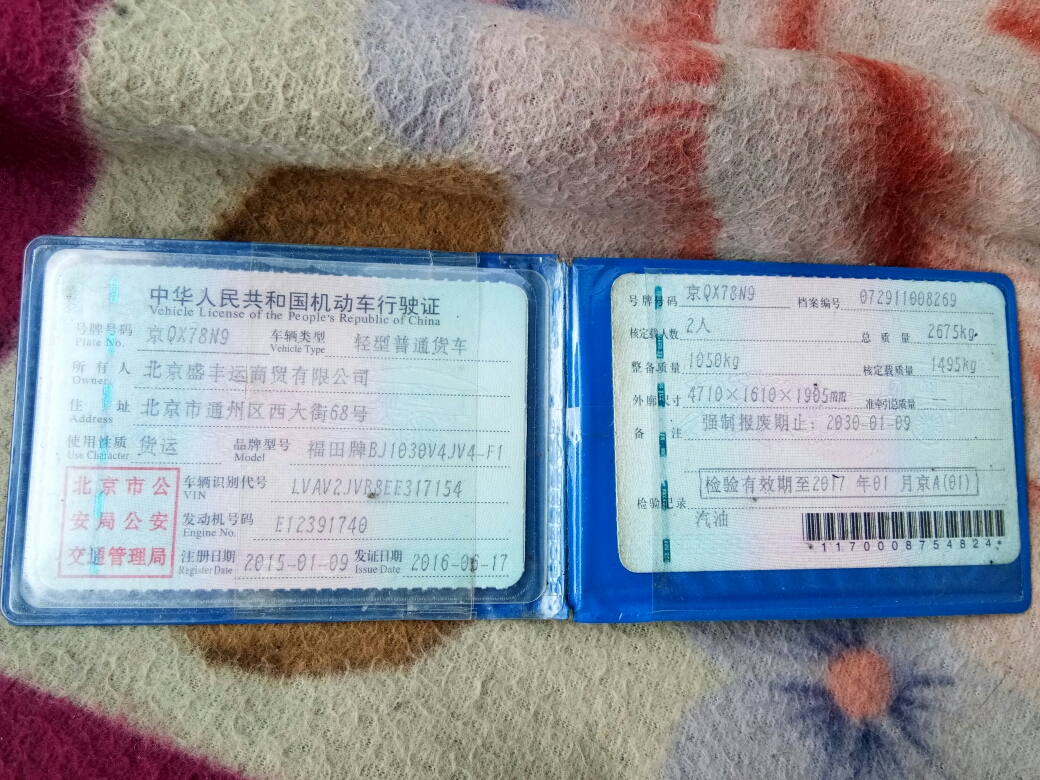 中华人民共和国机动车行驶证
Vehicle License of the People's Republic of China
号牌号码 京QX78N9 车辆类型 轻型普通货车
Plate No. Vehicle Type
所有人 北京盛丰运商贸有限公司
Owner
住址 北京市通州区西大街68号
Address
使用性质 货运 品牌型号 福田牌BJ1030V4JV4-F1
Use Character Model
北京市公安局公安交通管理局
车辆识别代号 LVAV2JVB8EE317154
VIN
发动机号码 E12391740
Engine No.
注册日期 2015-01-09 发证日期 2016-06-17
Register Date Issue Date
号牌号码 京QX78N9 档案编号 072911008269
核定载人数 2人 总质量 2675kg
整备质量 1050kg 核定载质量 1495kg
外廓尺寸 4710×1610×1905 准牵引总质量 —
备注 强制报废期止：2030-01-09
检验有效期至2017 年01 月京A(01)
检验记录
汽油
*1170008754824*